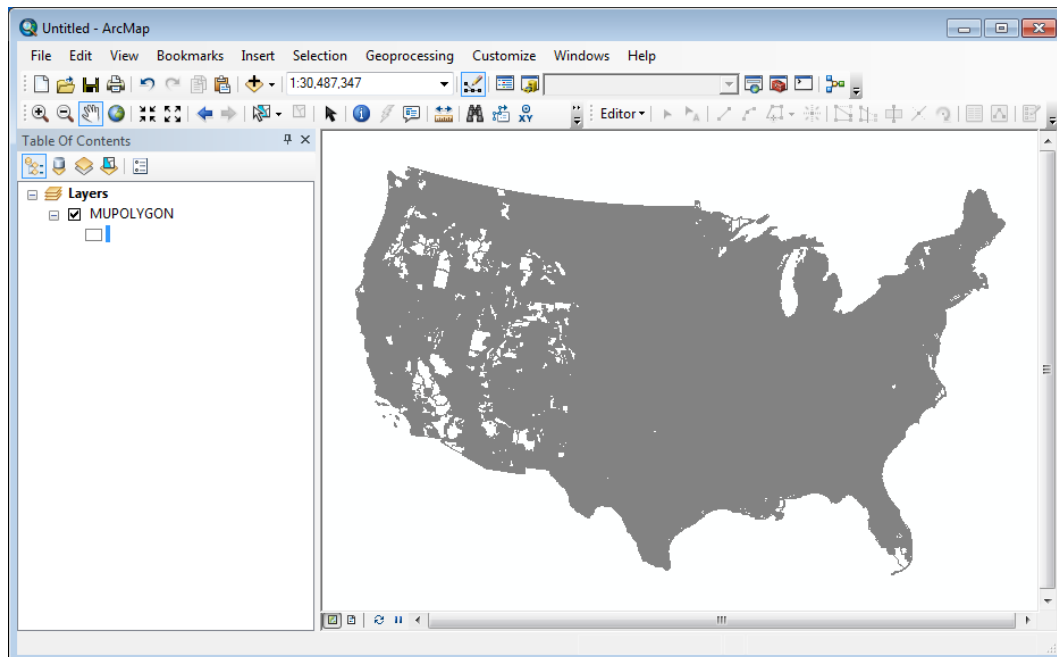 Untitled - ArcMap
File Edit View Bookmarks Insert Selection Geoprocessing Customize Windows Help
1:30,487,347
XY Editor
Table Of Contents
Layers
MUPOLYGON